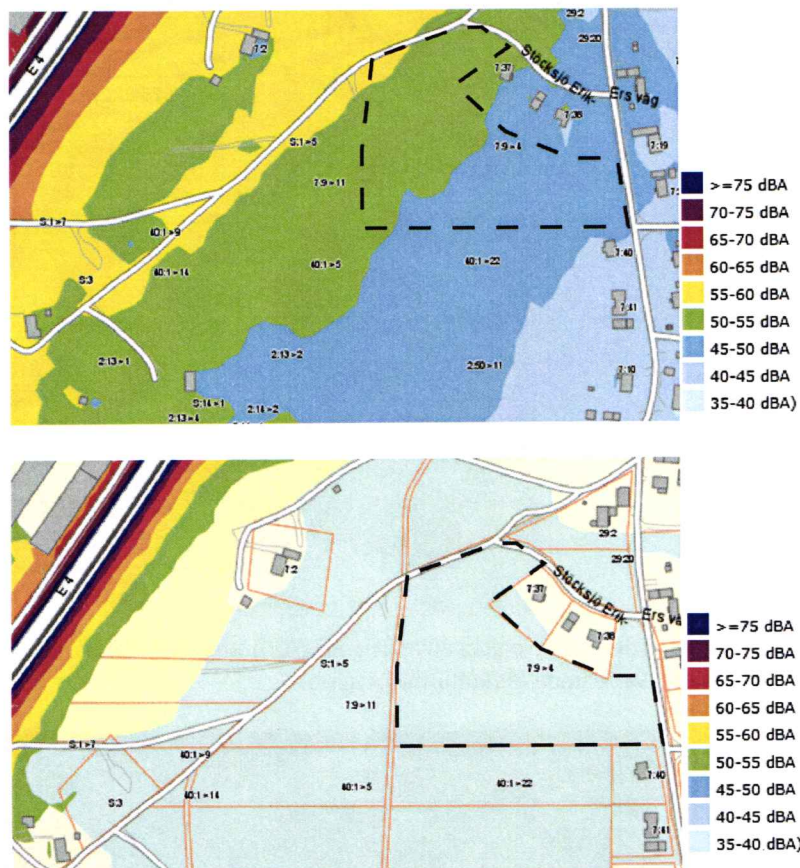 29:2
29:20
7:2
E 4
7:37
Stöcksjö Erik-
Ers väg
7:38
S:1>5
7:9>4
7:19
7:9>11
S:1>7
40:1>9
S:3
40:1>14
40:1>5
40:1>22
7:40
7:41
2:13>1
2:13>2
2:50>11
7:10
S:14>1
2:14>2
2:13>4
>=75 dBA
70-75 dBA
65-70 dBA
60-65 dBA
55-60 dBA
50-55 dBA
45-50 dBA
40-45 dBA
35-40 dBA)
29:2
29:20
E 4
7:2
7:37
Stöcksjö Erik-
Ers vä
7:38
S:1>5
7:9>4
7:9>11
S:1>7
40:1>9
S:3
40:1>14
40:1>5
40:1>22
7:40
7:41
>=75 dBA
70-75 dBA
65-70 dBA
60-65 dBA
55-60 dBA
50-55 dBA
45-50 dBA
40-45 dBA
35-40 dBA)